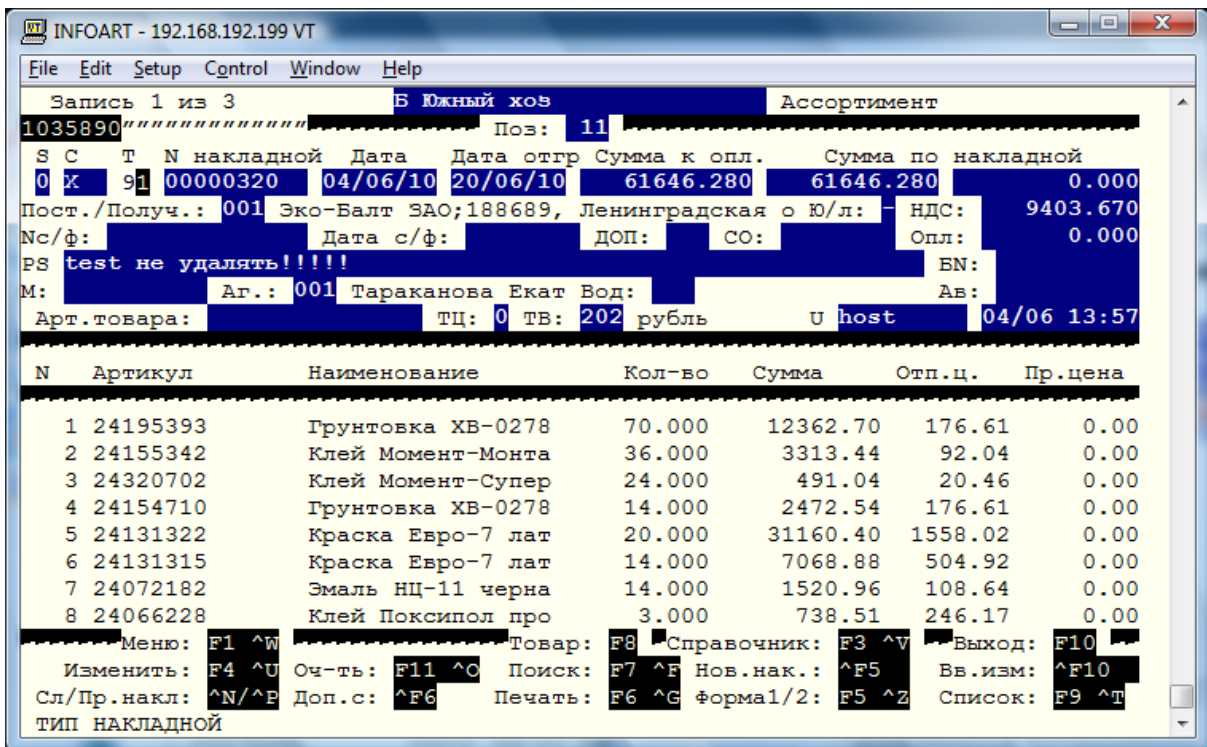 INFOART - 192.168.192.199 VT
File Edit Setup Control Window Help
Запись 1 из 3 Б Южный хов Ассортимент
1035890"""""""""""""" Поз: 11
S C T N накладной Дата Дата отгр Сумма к опл. Сумма по накладной
0 X 91 00000320 04/06/10 20/06/10 61646.280 61646.280 0.000
Пост./Получ.: 001 Эко-Балт ЗАО;188689, Ленинградская о Ю/л: - НДС: 9403.670
Nс/ф: Дата с/ф: ДОП: СО: Опл: 0.000
PS test не удалять!!!!! БN:
М: Аг.: 001 Тараканова Екат Вод: Ав:
Арт.товара: ТЦ: 0 ТВ: 202 рубль U host 04/06 13:57
N Артикул Наименование Кол-во Сумма Отп.ц. Пр.цена
1 24195393 Грунтовка ХВ-0278 70.000 12362.70 176.61 0.00
2 24155342 Клей Момент-Монта 36.000 3313.44 92.04 0.00
3 24320702 Клей Момент-Супер 24.000 491.04 20.46 0.00
4 24154710 Грунтовка ХВ-0278 14.000 2472.54 176.61 0.00
5 24131322 Краска Евро-7 лат 20.000 31160.40 1558.02 0.00
6 24131315 Краска Евро-7 лат 14.000 7068.88 504.92 0.00
7 24072182 Эмаль НЦ-11 черна 14.000 1520.96 108.64 0.00
8 24066228 Клей Поксипол про 3.000 738.51 246.17 0.00
Меню: F1 ^W Товар: F8 Справочник: F3 ^V Выход: F10
Изменить: F4 ^U Оч-ть: F11 ^O Поиск: F7 ^F Нов.нак.: ^F5 Вв.изм: ^F10
Сл/Пр.накл: ^N/^P Доп.с: ^F6 Печать: F6 ^G Форма1/2: F5 ^Z Список: F9 ^T
ТИП НАКЛАДНОЙ